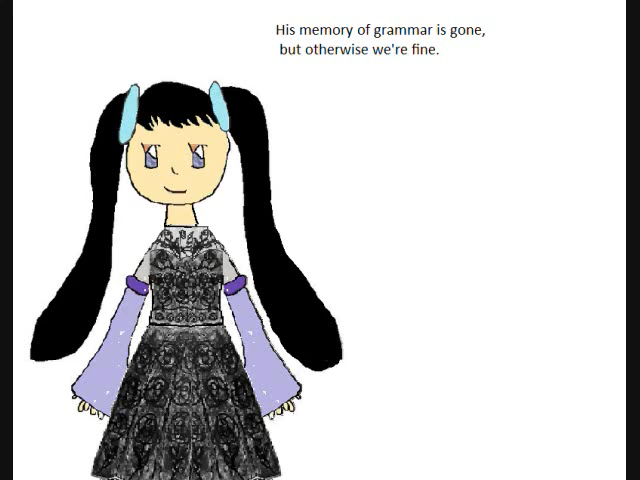 His memory of grammar is gone,
but otherwise we're fine.